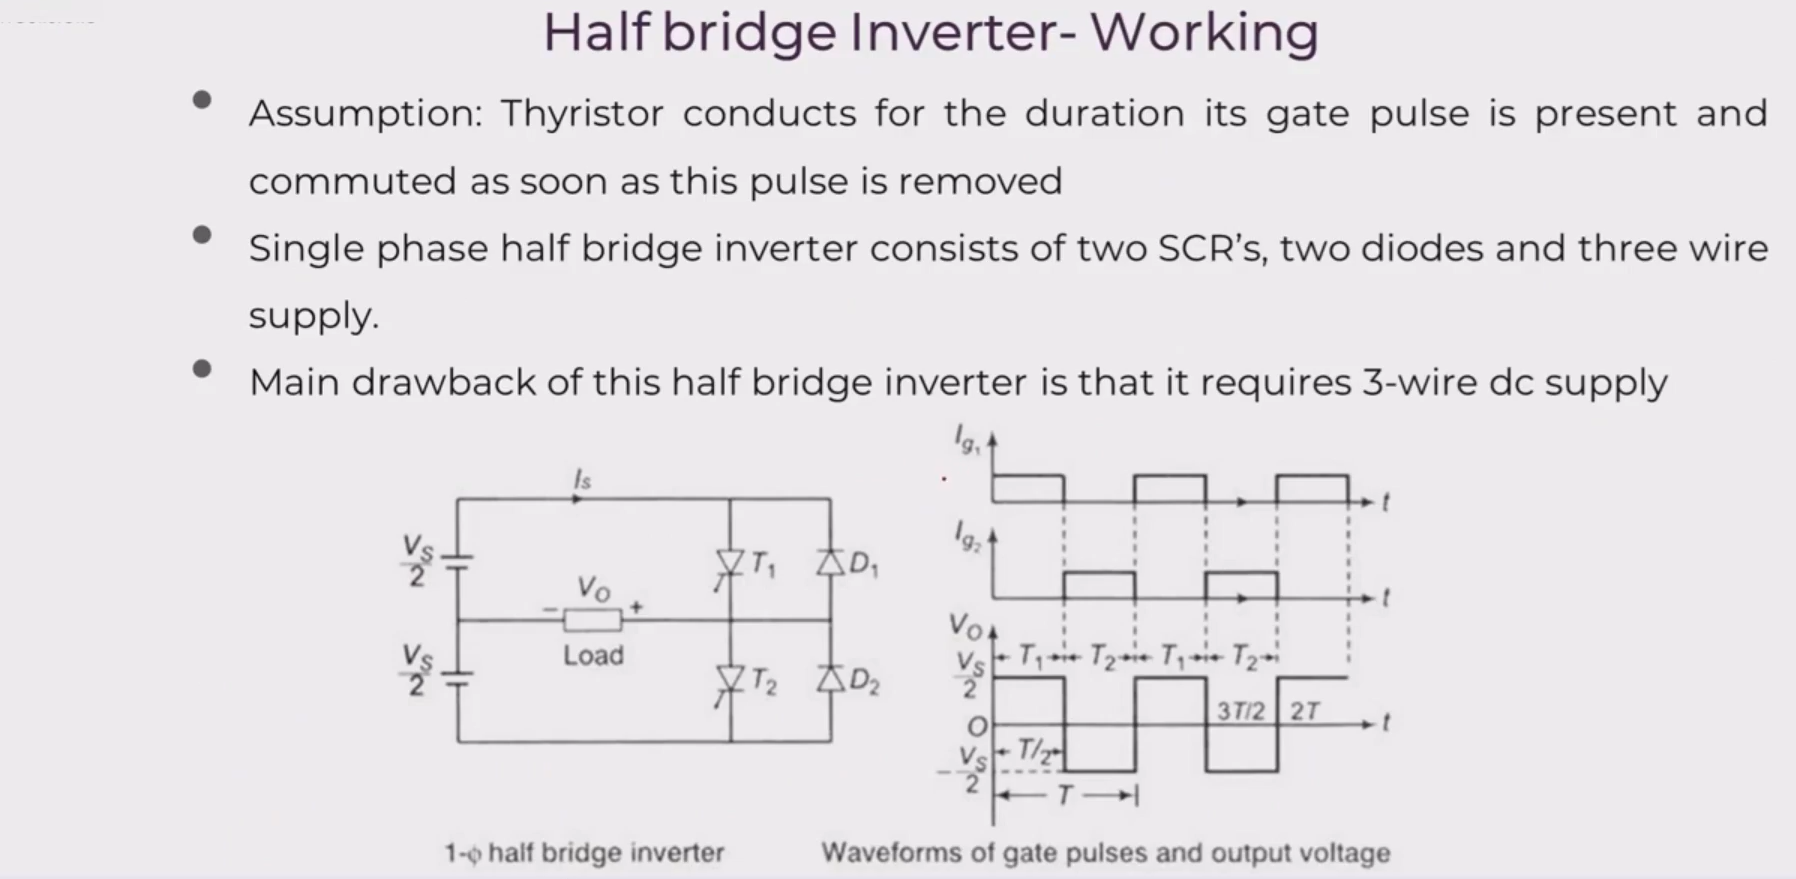 Half bridge Inverter- Working
Assumption: Thyristor conducts for the duration its gate pulse is present and
commuted as soon as this pulse is removed
Single phase half bridge inverter consists of two SCR's, two diodes and three wire
supply.
Main drawback of this half bridge inverter is that it requires 3-wire dc supply
Is
Vs/2
T1
D1
Vo
- +
Load
Vs/2
T2
D2
1-ϕ half bridge inverter
Ig1
t
Ig2
t
Vo
T1 T2 T1 T2
Vs/2
3T/2 2T
O
t
T/2
-Vs/2
T
Waveforms of gate pulses and output voltage